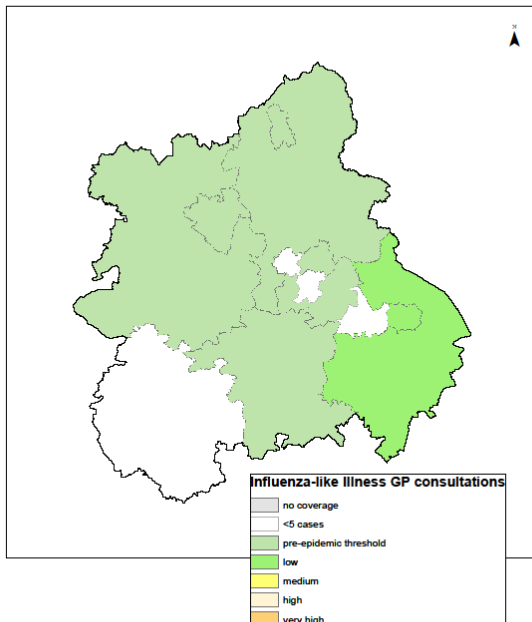 N
Influenza-like Illness GP consultations
no coverage
<5 cases
pre-epidemic threshold
low
medium
high
very high